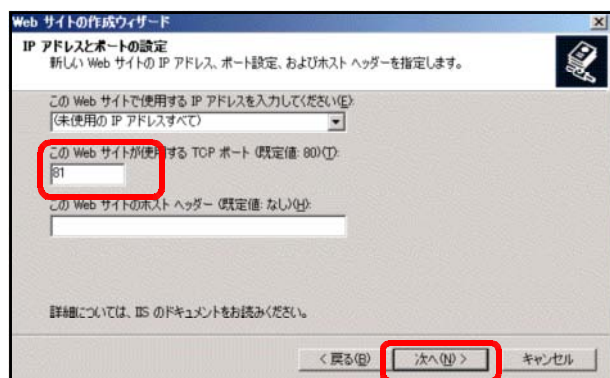 Web サイトの作成ウィザード
IP アドレスとポートの設定
新しい Web サイトの IP アドレス、ポート設定、およびホスト ヘッダーを指定します。
この Web サイトで使用する IP アドレスを入力してください(E):
(未使用の IP アドレスすべて)
この Web サイトが使用する TCP ポート (既定値: 80)(T):
81
この Web サイトのホスト ヘッダー (既定値: なし)(H):
詳細については、IIS のドキュメントをお読みください。
< 戻る(B) 次へ(N) > キャンセル